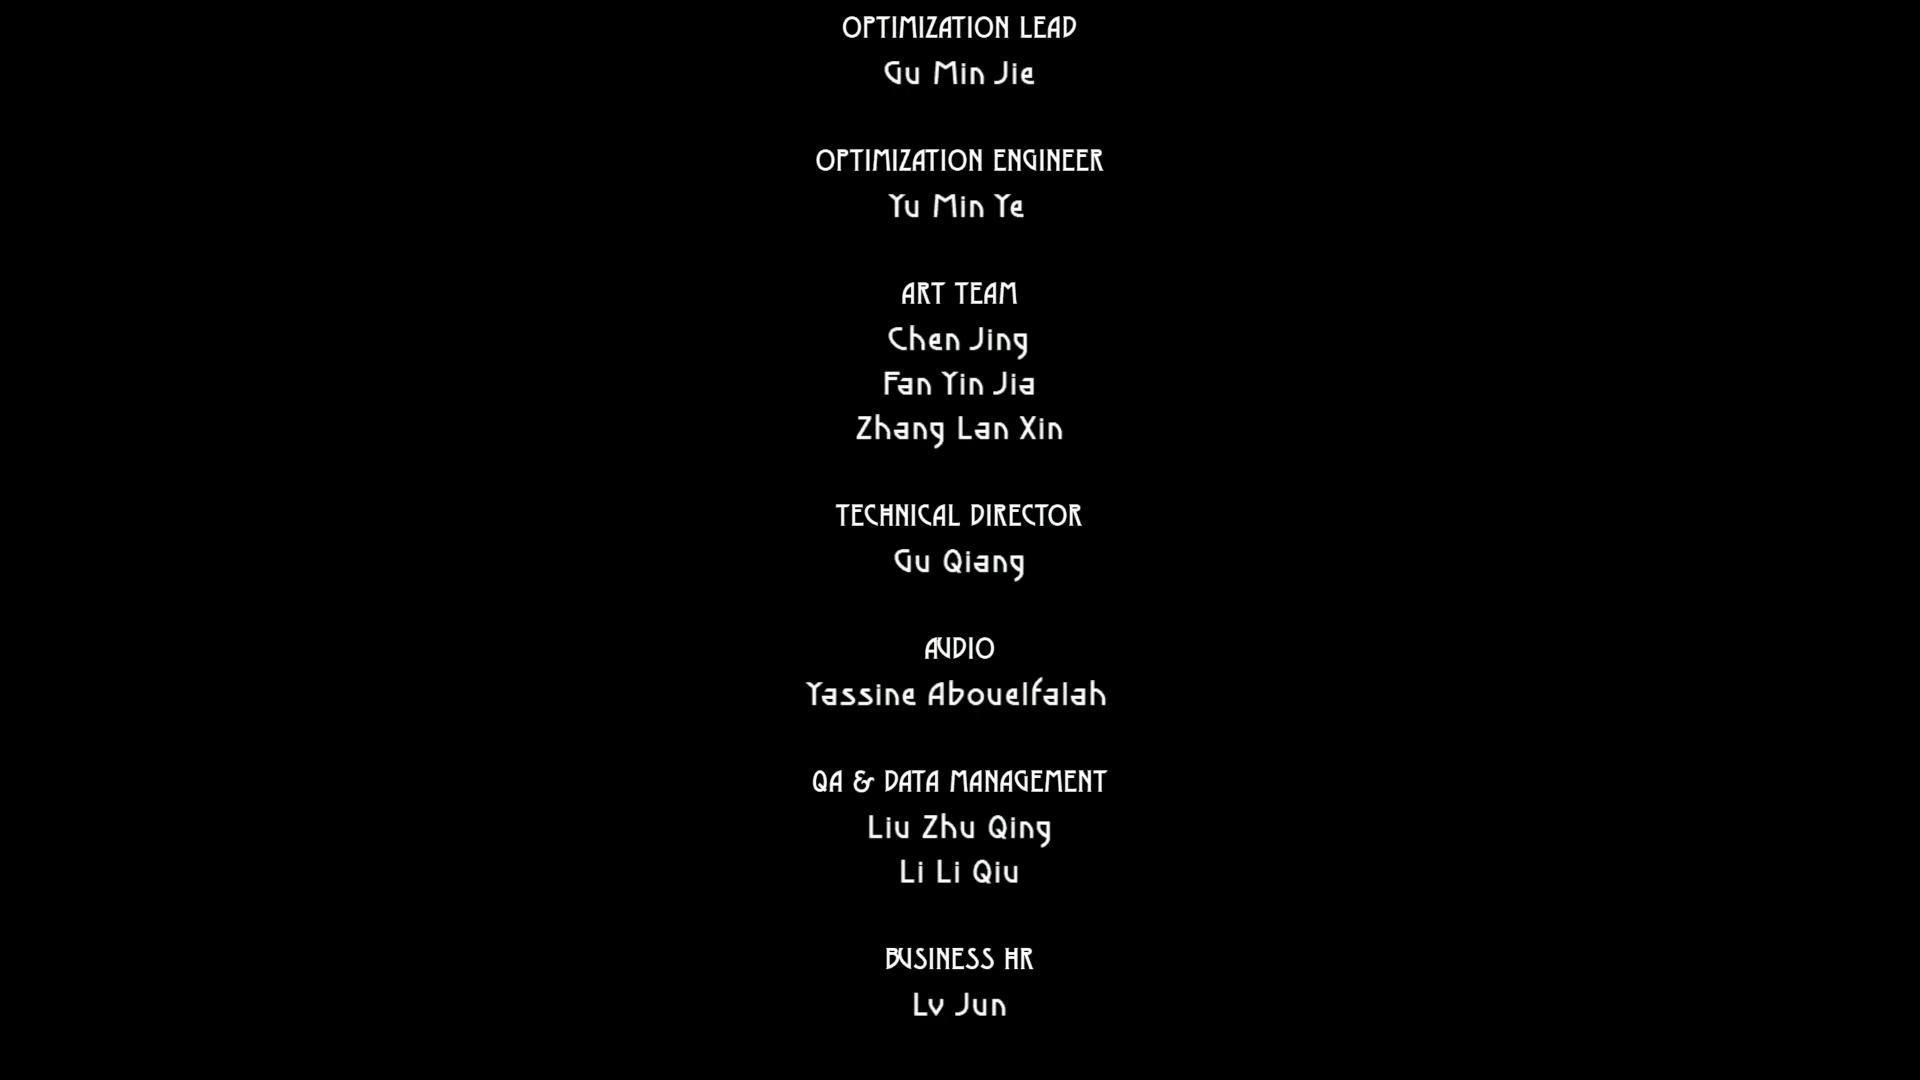 OPTIMIZATION LEAD
Gu Min Jie
OPTIMIZATION ENGINEER
Yu Min Ye
ART TEAM
Chen Jing
Fan Yin Jia
Zhang Lan Xin
TECHNICAL DIRECTOR
Gu Qiang
AUDIO
Yassine Abouelfalah
QA & DATA MANAGEMENT
Liu Zhu Qing
Li Li Qiu
BUSINESS HR
Lv Jun